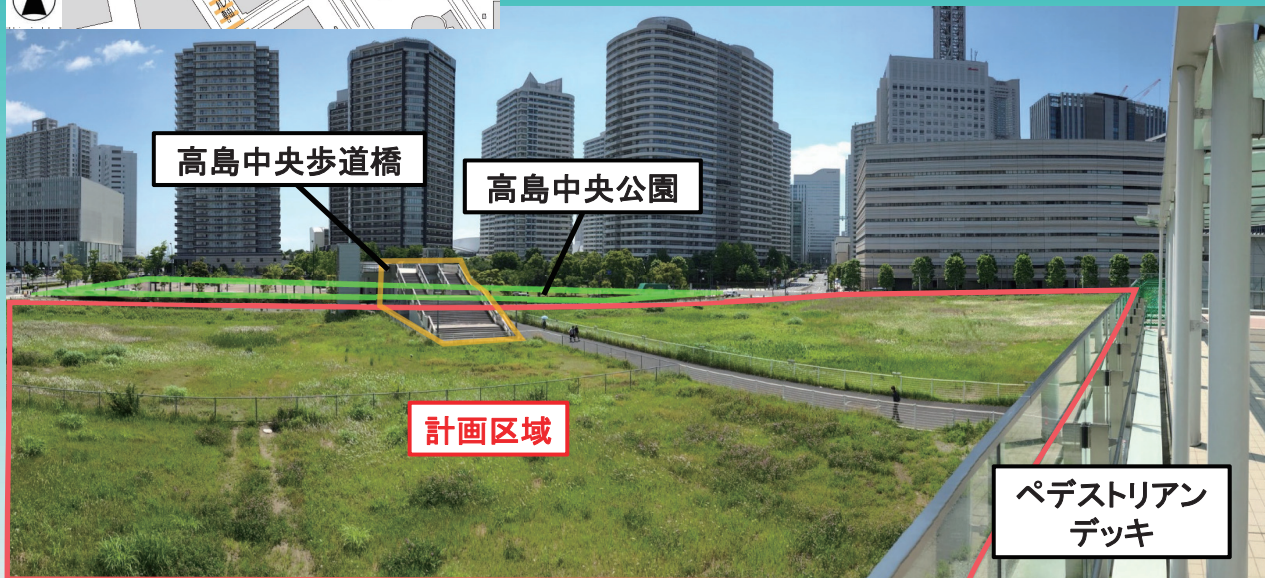 高島中央歩道橋
高島中央公園
計画区域
ペデストリアン
デッキ